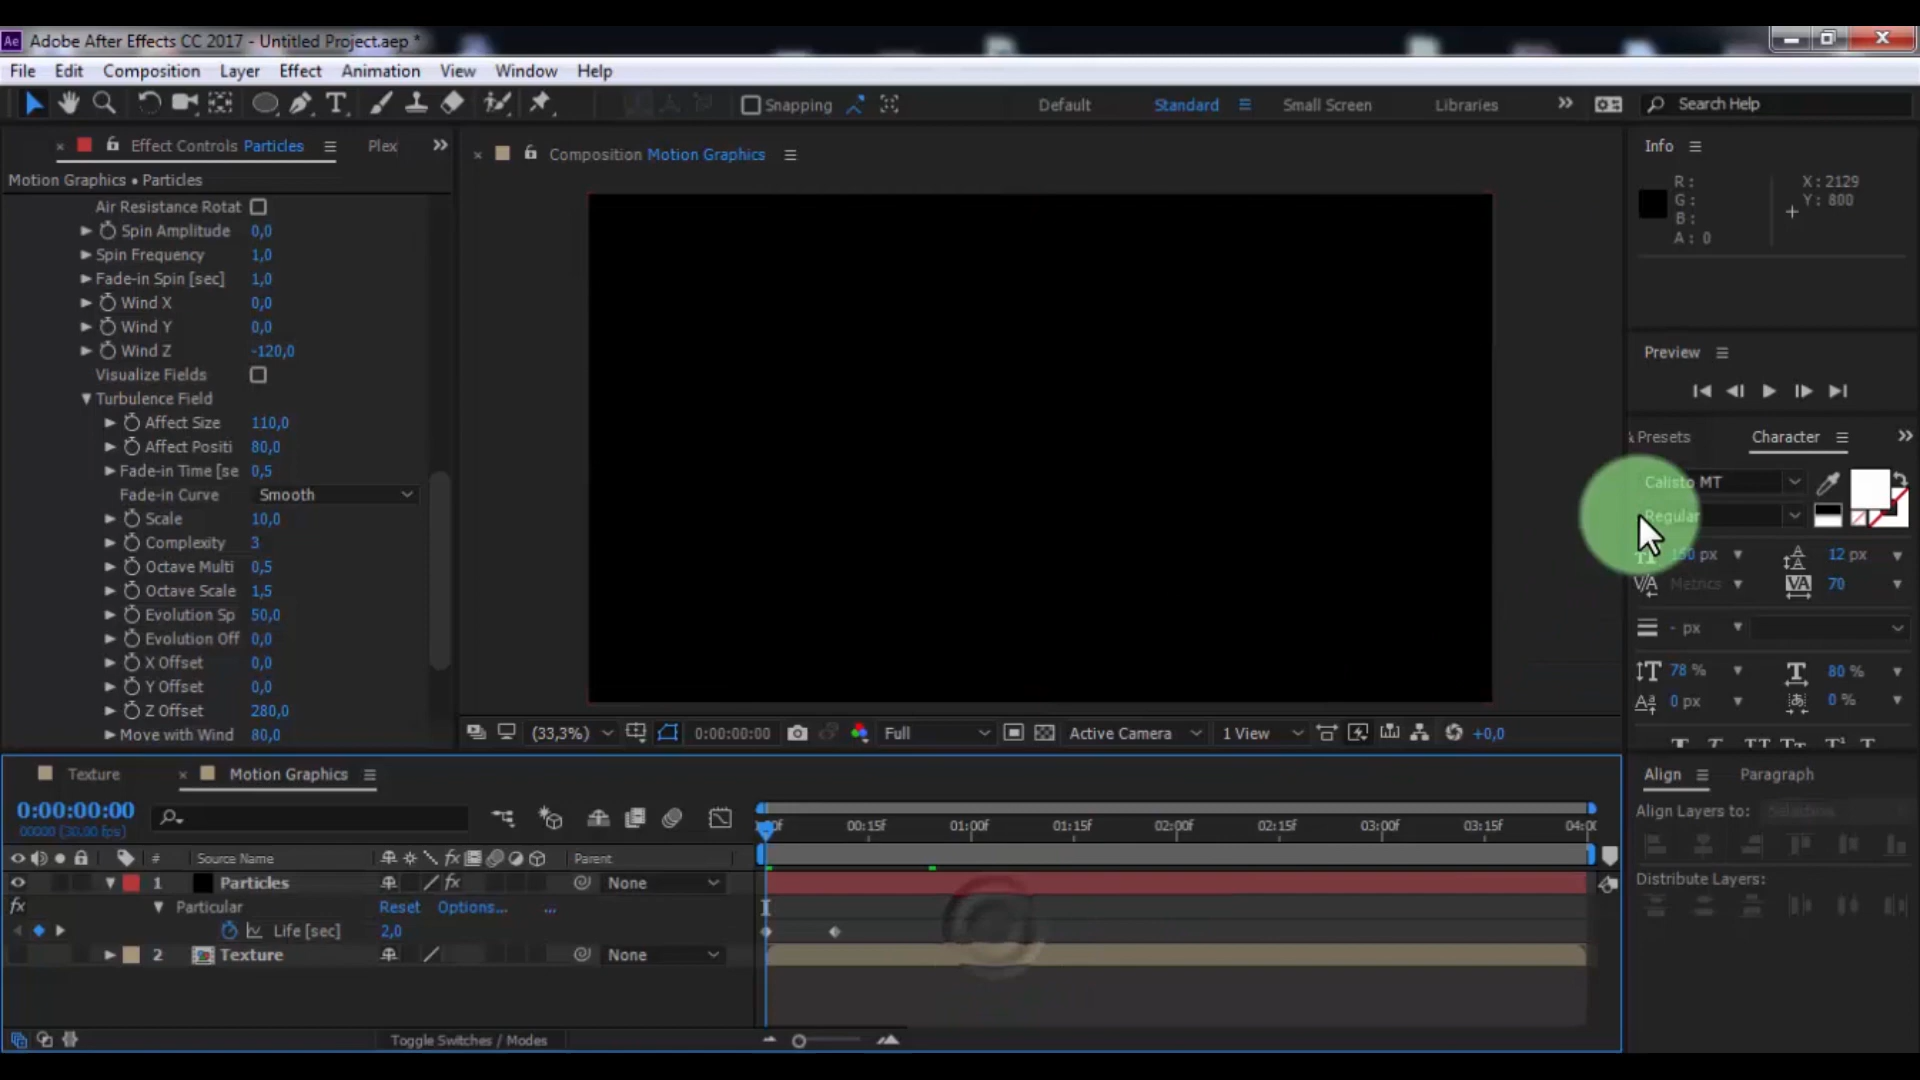 Adobe After Effects CC 2017 - Untitled Project.aep *
File Edit Composition Layer Effect Animation View Window Help
Snapping Default Standard Small Screen Libraries Search Help
Effect Controls Particles Plex
Composition Motion Graphics
Info
Motion Graphics • Particles
R: X: 2129
G: Y: 800
B:
A: 0
Air Resistance Rotat
Spin Amplitude 0,0
Spin Frequency 1,0
Fade-in Spin [sec] 1,0
Wind X 0,0
Wind Y 0,0
Wind Z -120,0
Visualize Fields
Turbulence Field
Affect Size 110,0
Affect Positi 80,0
Fade-in Time [se 0,5
Fade-in Curve Smooth
Scale 10,0
Complexity 3
Octave Multi 0,5
Octave Scale 1,5
Evolution Sp 50,0
Evolution Off 0,0
X Offset 0,0
Y Offset 0,0
Z Offset 280,0
Move with Wind 80,0
(33,3%) 0:00:00:00 Full Active Camera 1 View +0,0
Preview
& Presets Character
Calisto MT
Regular
px 12 px
Metrics 70
- px
78 % 80 %
0 px 0 %
Texture Motion Graphics
0:00:00:00
00000 (30.00 fps)
00:15f 01:00f 01:15f 02:00f 02:15f 03:00f 03:15f 04:00
# Source Name Parent
1 Particles None
Particular Reset Options... ...
Life [sec] 2,0
2 Texture None
Toggle Switches / Modes
Align Paragraph
Align Layers to: Selection
Distribute Layers: